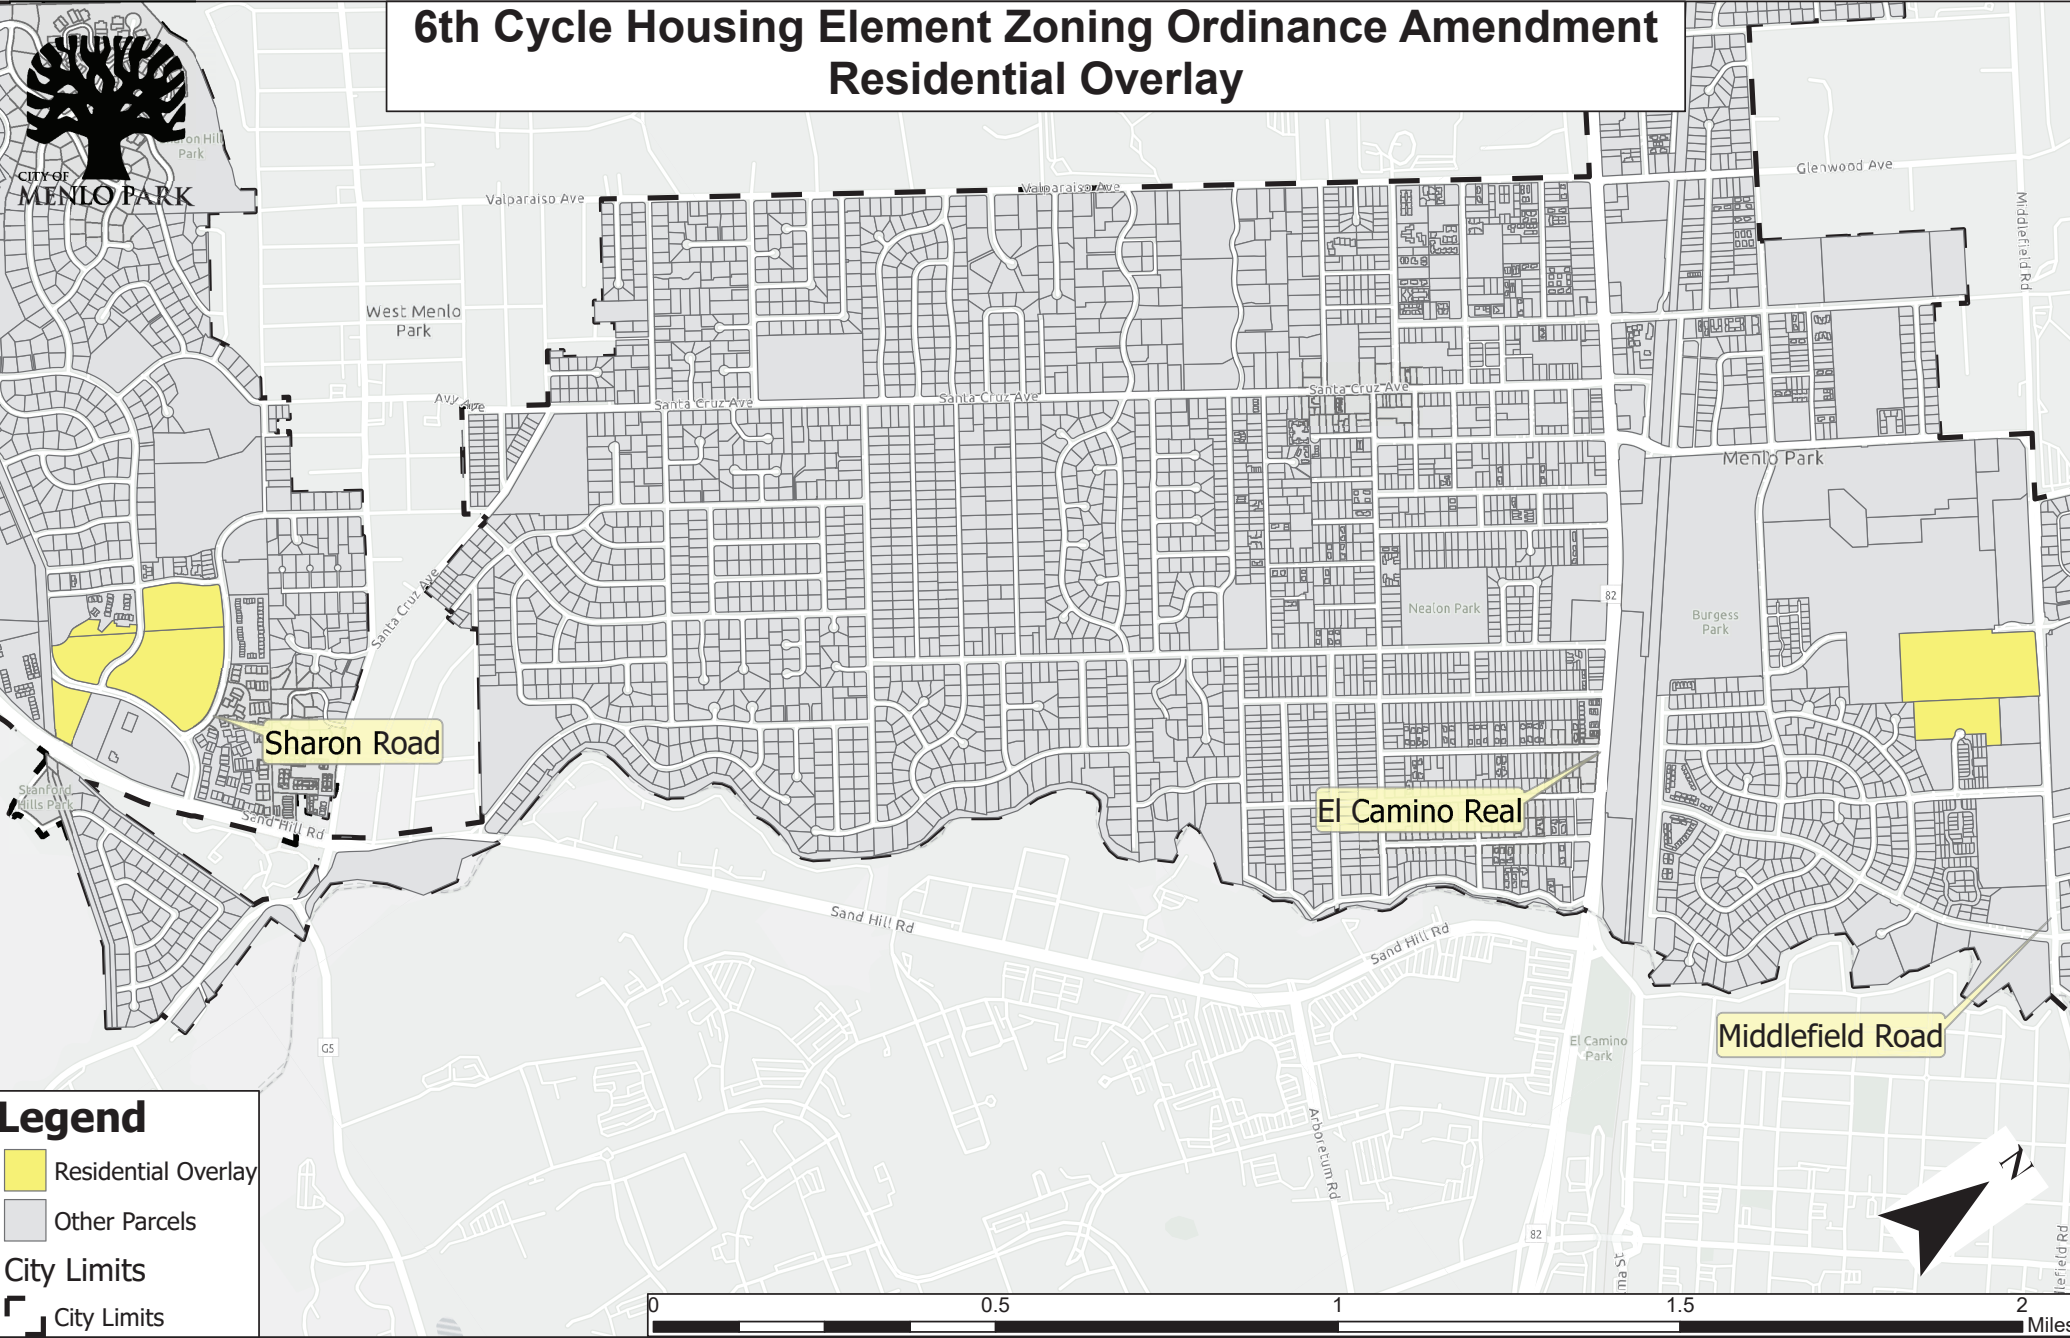 6th Cycle Housing Element Zoning Ordinance Amendment
Residential Overlay
CITY OF
MENLO PARK
Park
Valparaiso Ave
Valparaiso Ave
Glenwood Ave
Middlefield Rd
West Menlo
Park
Avy Ave
Santa Cruz Ave
Santa Cruz Ave
Santa Cruz Ave
Menlo Park
Santa Cruz Ave
Nealon Park
82
Burgess
Park
Sharon Road
Stanford
Hills Park
Sand Hill Rd
El Camino Real
Sand Hill Rd
Sand Hill Rd
Middlefield Road
El Camino
Park
G5
Arboretum Rd
82
Legend
Residential Overlay
Other Parcels
City Limits
City Limits
N
0 0.5 1 1.5 2
Miles